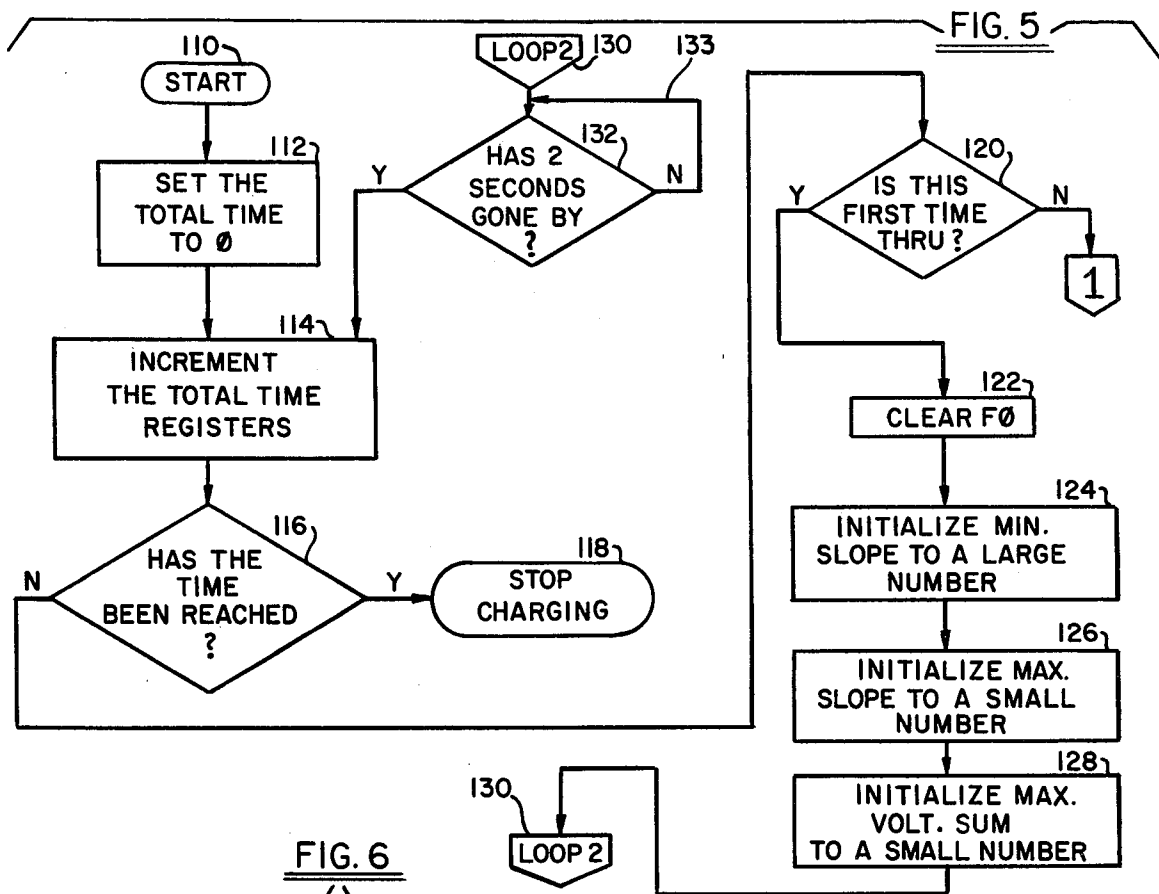 FIG. 5
110
START
112
SET THE
TOTAL TIME
TO Ø
LOOP2
130
133
132
HAS 2
SECONDS
GONE BY
?
Y
N
114
INCREMENT
THE TOTAL TIME
REGISTERS
116
HAS THE
TIME
BEEN REACHED
?
N
Y
118
STOP
CHARGING
120
IS THIS
FIRST TIME
THRU?
Y
N
1
122
CLEAR FØ
124
INITIALIZE MIN.
SLOPE TO A LARGE
NUMBER
126
INITIALIZE MAX.
SLOPE TO A SMALL
NUMBER
128
INITIALIZE MAX.
VOLT. SUM
TO A SMALL NUMBER
130
LOOP 2
FIG. 6